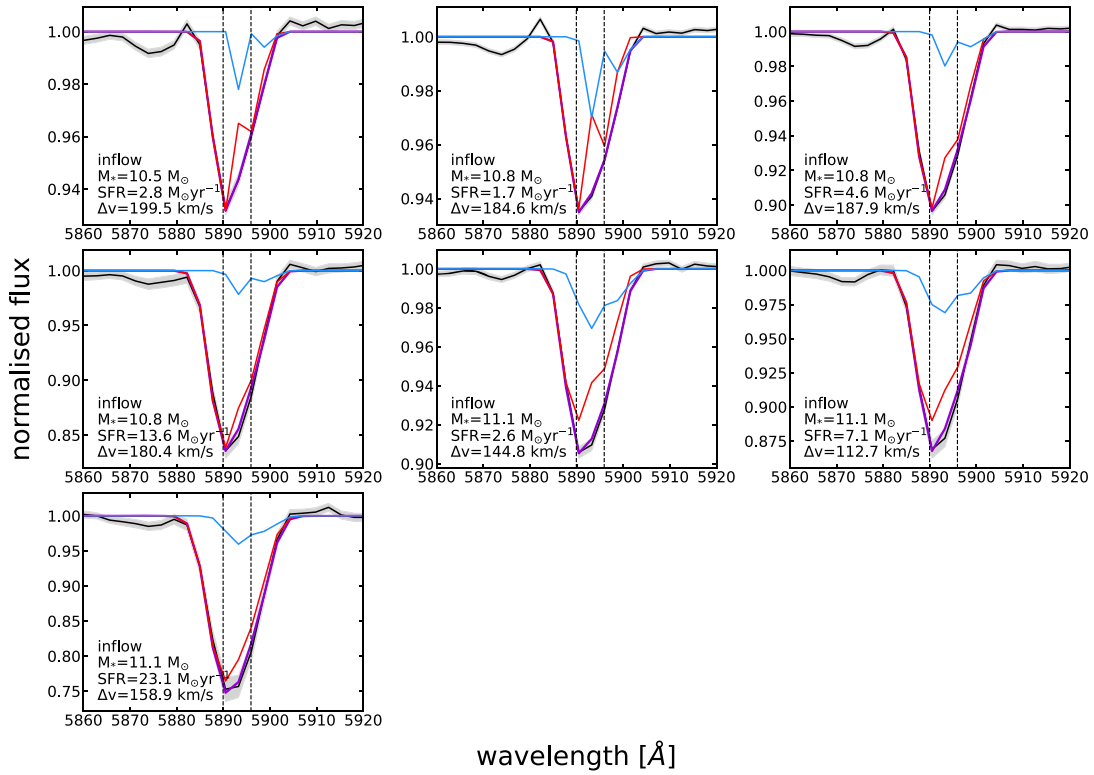 1.00
0.98
0.96
0.94
inflow
M*=10.5 M⊙
SFR=2.8 M⊙yr⁻¹
Δv=199.5 km/s
5860 5870 5880 5890 5900 5910 5920
1.00
0.98
0.96
0.94
inflow
M*=10.8 M⊙
SFR=1.7 M⊙yr⁻¹
Δv=184.6 km/s
5860 5870 5880 5890 5900 5910 5920
1.00
0.98
0.96
0.94
0.92
0.90
inflow
M*=10.8 M⊙
SFR=4.6 M⊙yr⁻¹
Δv=187.9 km/s
5860 5870 5880 5890 5900 5910 5920
normalised flux
1.00
0.95
0.90
0.85
inflow
M*=10.8 M⊙
SFR=13.6 M⊙yr⁻¹
Δv=180.4 km/s
5860 5870 5880 5890 5900 5910 5920
1.00
0.98
0.96
0.94
0.92
0.90
inflow
M*=11.1 M⊙
SFR=2.6 M⊙yr⁻¹
Δv=144.8 km/s
5860 5870 5880 5890 5900 5910 5920
1.000
0.975
0.950
0.925
0.900
0.875
inflow
M*=11.1 M⊙
SFR=7.1 M⊙yr⁻¹
Δv=112.7 km/s
5860 5870 5880 5890 5900 5910 5920
1.00
0.95
0.90
0.85
0.80
0.75
inflow
M*=11.1 M⊙
SFR=23.1 M⊙yr⁻¹
Δv=158.9 km/s
5860 5870 5880 5890 5900 5910 5920
wavelength [Å]